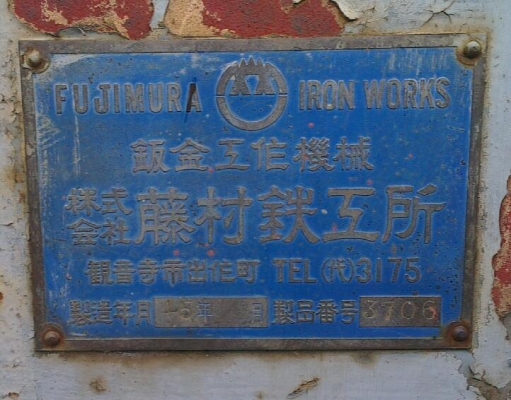 FUJIMURA IRON WORKS
鈑金工作機械
株式会社 藤村鉄工所
観音寺市出作町 TEL(代)3175
製造年月 45年 月 製品番号 3706